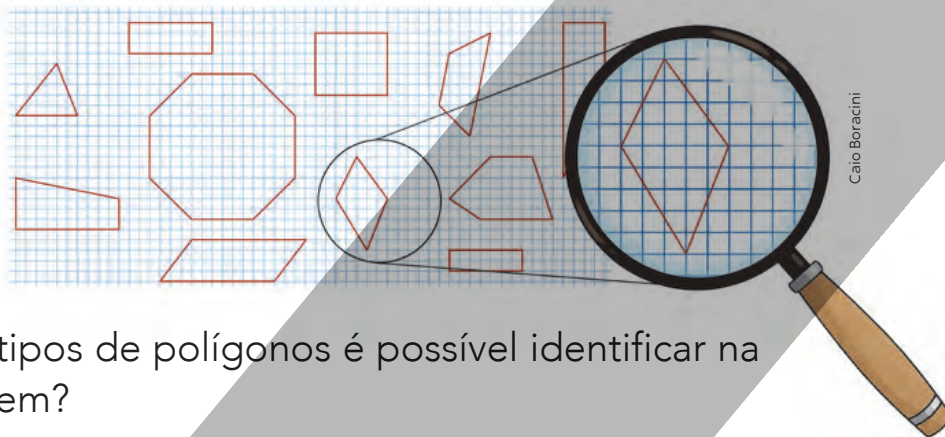 Caio Boracini
tipos de polígonos é possível identificar na
em?